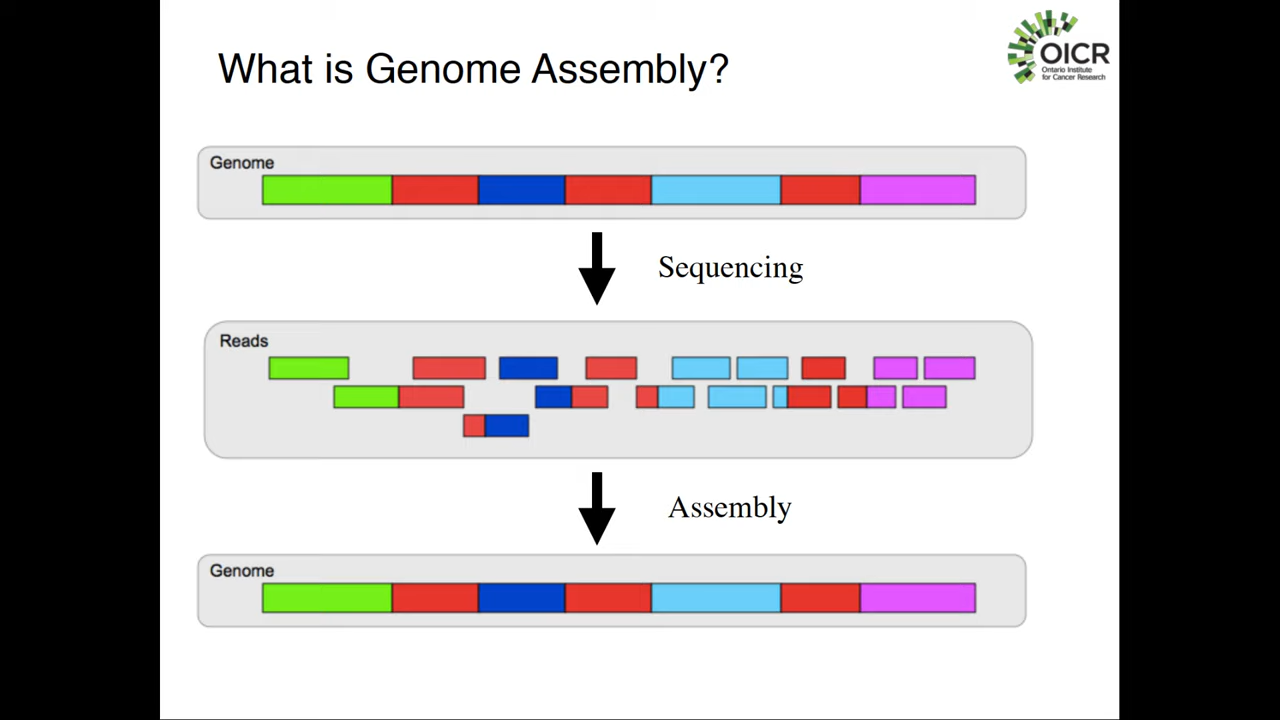 What is Genome Assembly?
OICR
Ontario Institute
for Cancer Research
Genome
Sequencing
Reads
Assembly
Genome